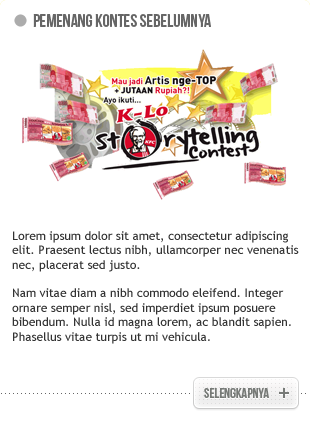 PEMENANG KONTES SEBELUMNYA
Mau jadi Artis nge-TOP
+ JUTAAN Rupiah?!
Ayo ikuti...
K-Lo
storytelling
KFC
Contest
Lorem ipsum dolor sit amet, consectetur adipiscing
elit. Praesent lectus nibh, ullamcorper nec venenatis
nec, placerat sed justo.
Nam vitae diam a nibh commodo eleifend. Integer
ornare semper nisl, sed imperdiet ipsum posuere
bibendum. Nulla id magna lorem, ac blandit sapien.
Phasellus vitae turpis ut mi vehicula.
SELENGKAPNYA +